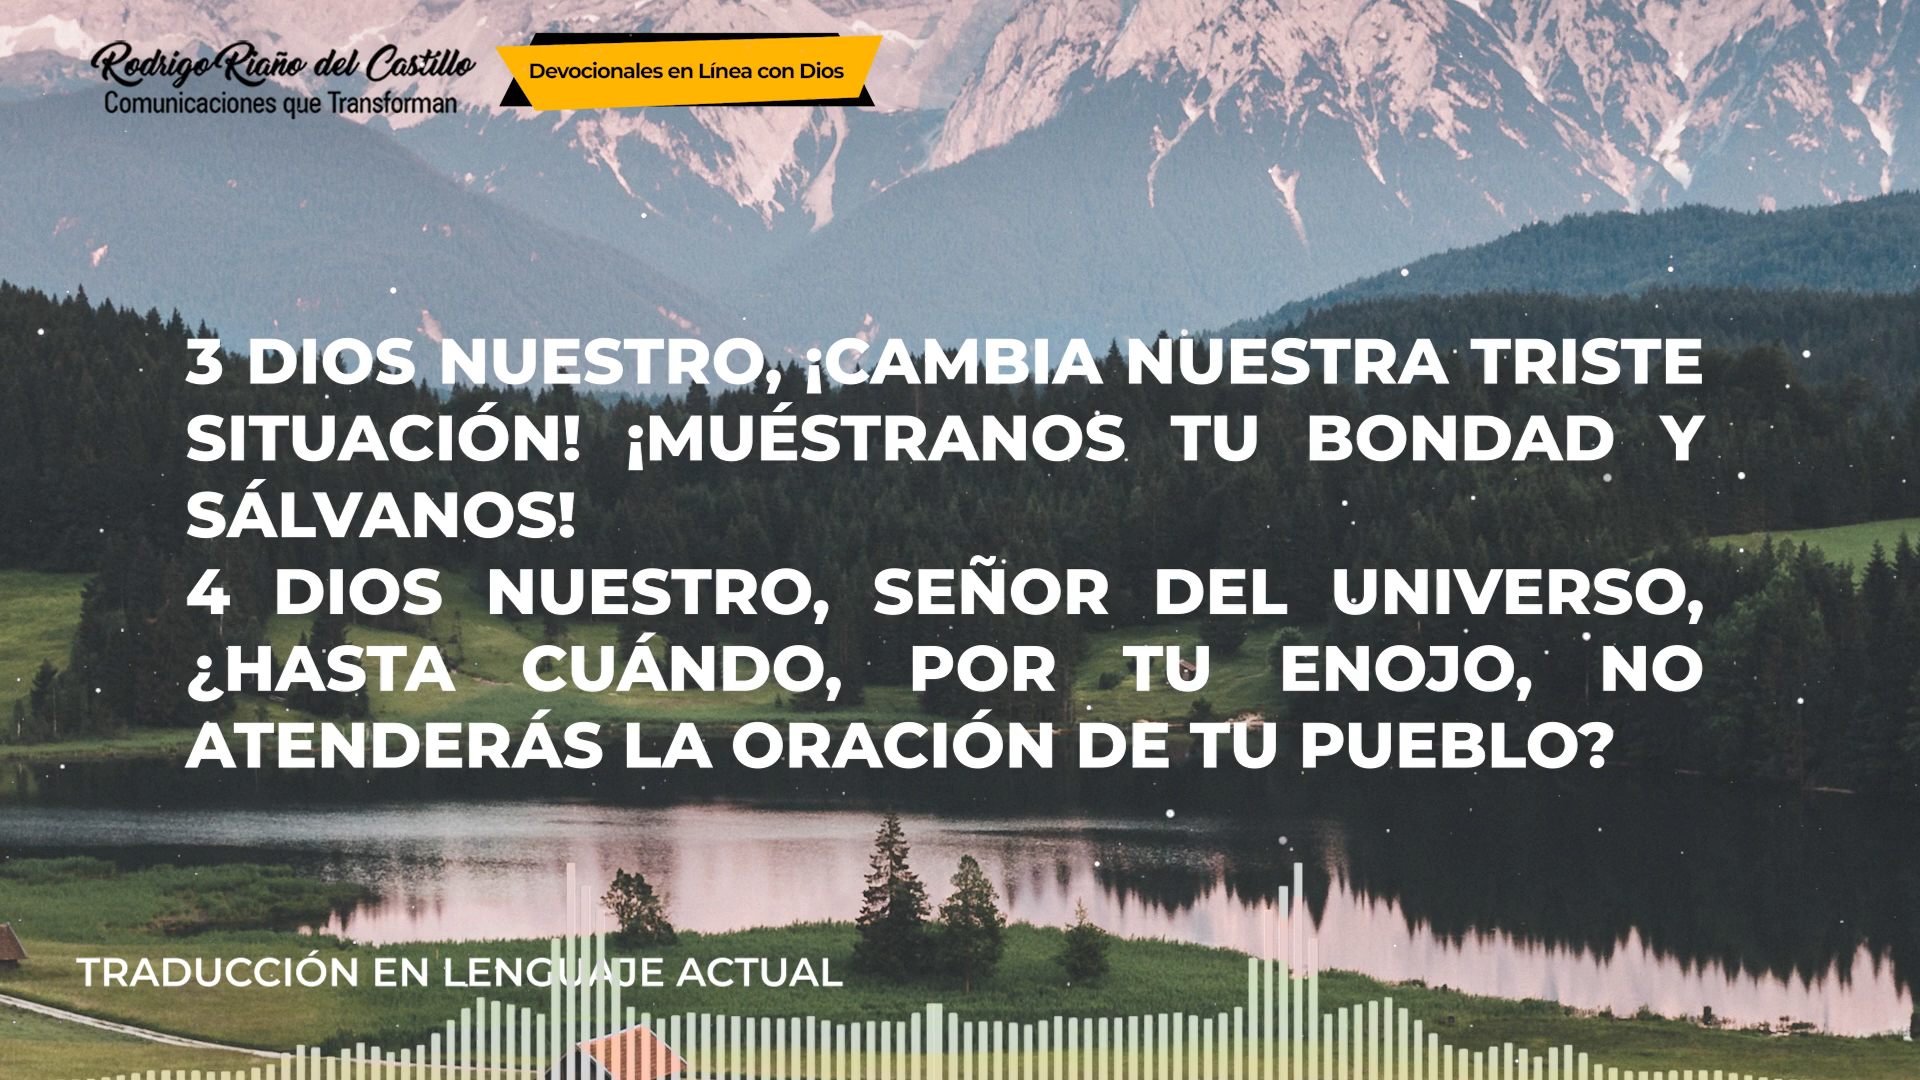 Rodrigo Riaño del Castillo
Comunicaciones que Transforman
Devocionales en Línea con Dios
3 DIOS NUESTRO, ¡CAMBIA NUESTRA TRISTE
SITUACIÓN! ¡MUÉSTRANOS TU BONDAD Y
SÁLVANOS!
4 DIOS NUESTRO, SEÑOR DEL UNIVERSO,
¿HASTA CUÁNDO, POR TU ENOJO, NO
ATENDERÁS LA ORACIÓN DE TU PUEBLO?
TRADUCCIÓN EN LENGUAJE ACTUAL